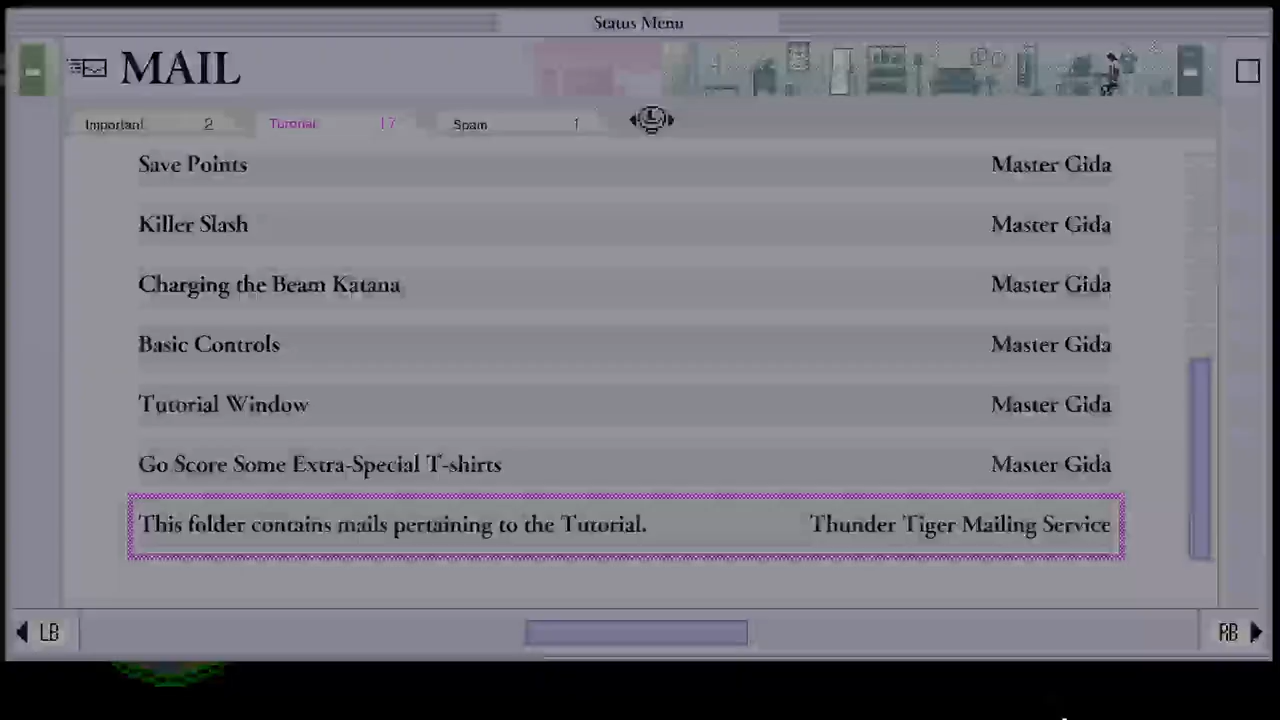 Status Menu
MAIL
Important 2 Tutorial 17 Spam 1
Save Points Master Gida
Killer Slash Master Gida
Charging the Beam Katana Master Gida
Basic Controls Master Gida
Tutorial Window Master Gida
Go Score Some Extra-Special T-shirts Master Gida
This folder contains mails pertaining to the Tutorial. Thunder Tiger Mailing Service
LB RB